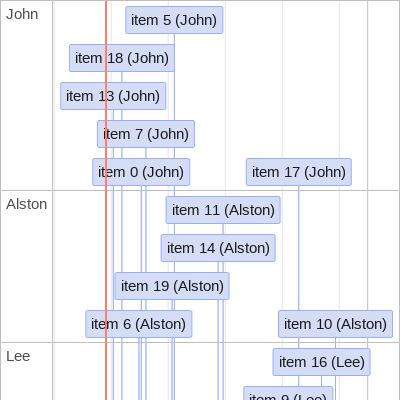 John
item 5 (John)
item 18 (John)
item 13 (John)
item 7 (John)
item 0 (John)
item 17 (John)
Alston
item 11 (Alston)
item 14 (Alston)
item 19 (Alston)
item 6 (Alston)
item 10 (Alston)
Lee
item 16 (Lee)
item 9 (Lee)